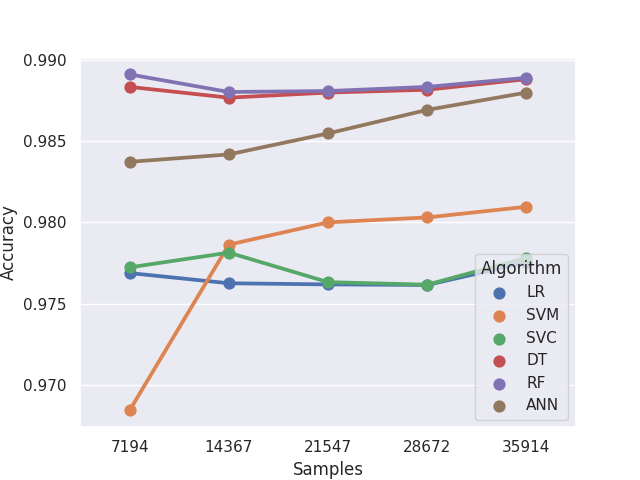 0.990
0.985
0.980
0.975
0.970
Accuracy
7194 14367 21547 28672 35914
Samples
Algorithm
LR
SVM
SVC
DT
RF
ANN